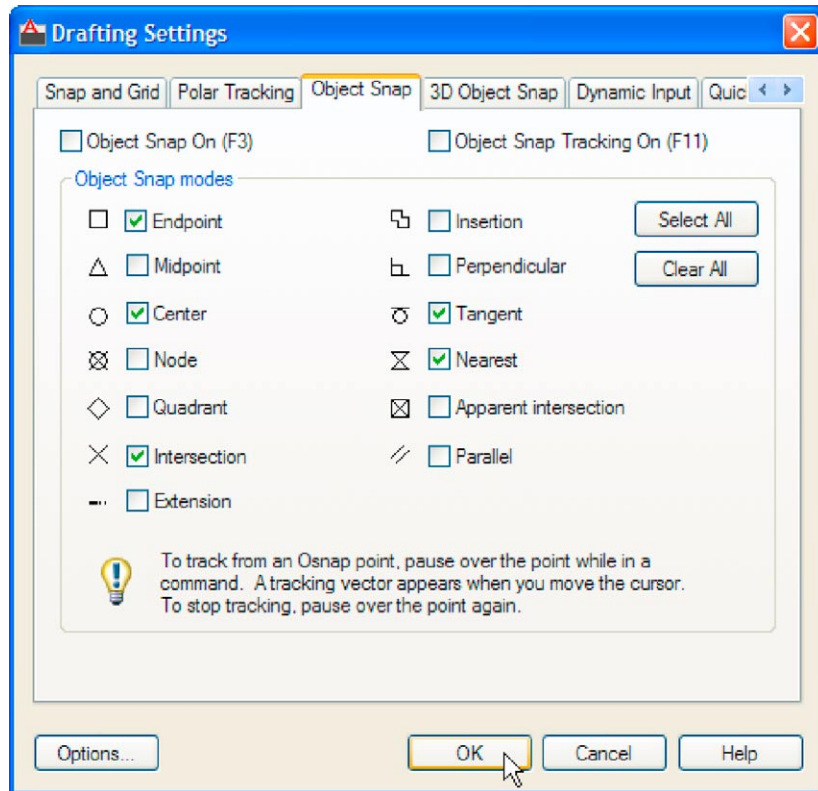 Drafting Settings
Snap and Grid Polar Tracking Object Snap 3D Object Snap Dynamic Input Quic
Object Snap On (F3) Object Snap Tracking On (F11)
Object Snap modes
Endpoint Insertion Select All
Midpoint Perpendicular Clear All
Center Tangent
Node Nearest
Quadrant Apparent intersection
Intersection Parallel
Extension
To track from an Osnap point, pause over the point while in a
command. A tracking vector appears when you move the cursor.
To stop tracking, pause over the point again.
Options... OK Cancel Help